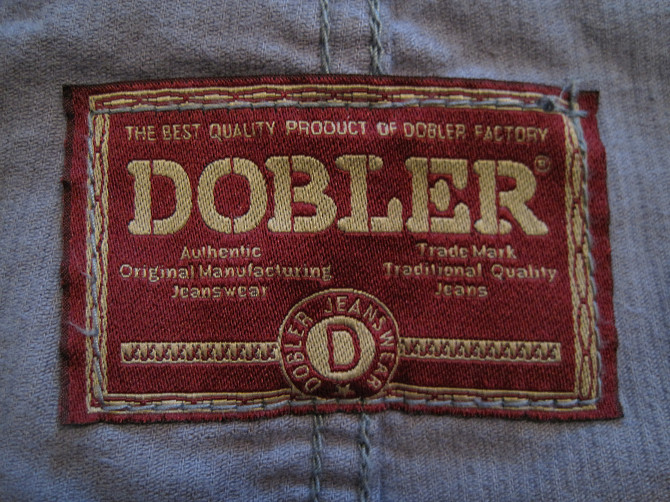 THE BEST QUALITY PRODUCT OF DOBLER FACTORY
DOBLER®
Authentic
Original Manufacturing
Jeanswear
Trade Mark
Traditional Quality
Jeans
DOBLER JEANSWEAR
D